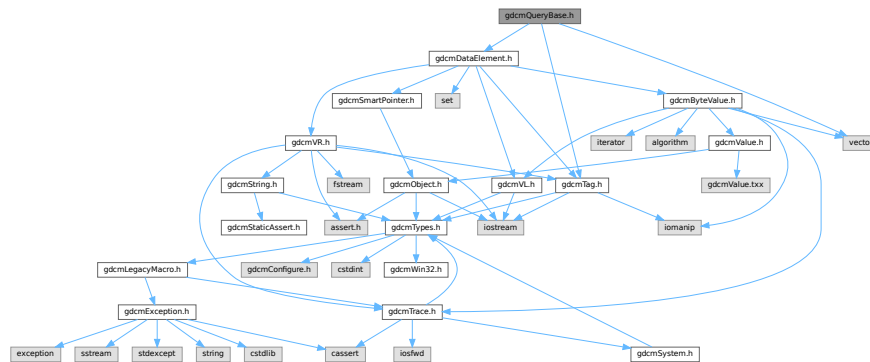 gdcmQueryBase.h
gdcmDataElement.h
gdcmSmartPointer.h
set
gdcmByteValue.h
gdcmVR.h
iterator
algorithm
gdcmValue.h
vecto
gdcmString.h
fstream
gdcmObject.h
gdcmVL.h
gdcmTag.h
gdcmValue.txx
gdcmStaticAssert.h
assert.h
gdcmTypes.h
iostream
iomanip
gdcmLegacyMacro.h
gdcmConfigure.h
cstdint
gdcmWin32.h
gdcmException.h
gdcmTrace.h
exception
sstream
stdexcept
string
cstdlib
cassert
iosfwd
gdcmSystem.h